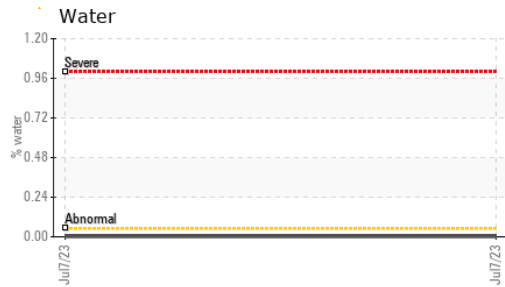 Water
1.20
Severe
0.96
0.72
% water
0.48
0.24
Abnormal
0.00
Jul7/23
Jul7/23